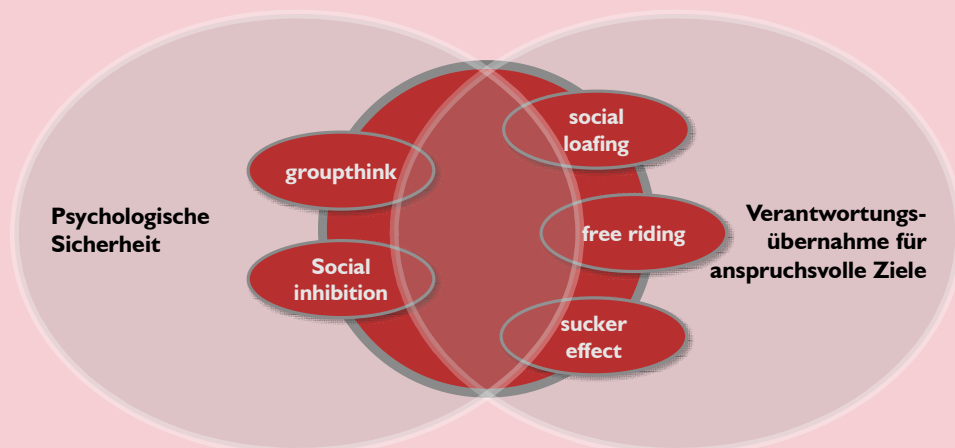 Psychologische
Sicherheit
groupthink
Social
inhibition
social
loafing
free riding
sucker
effect
Verantwortungs-
übernahme für
anspruchsvolle Ziele